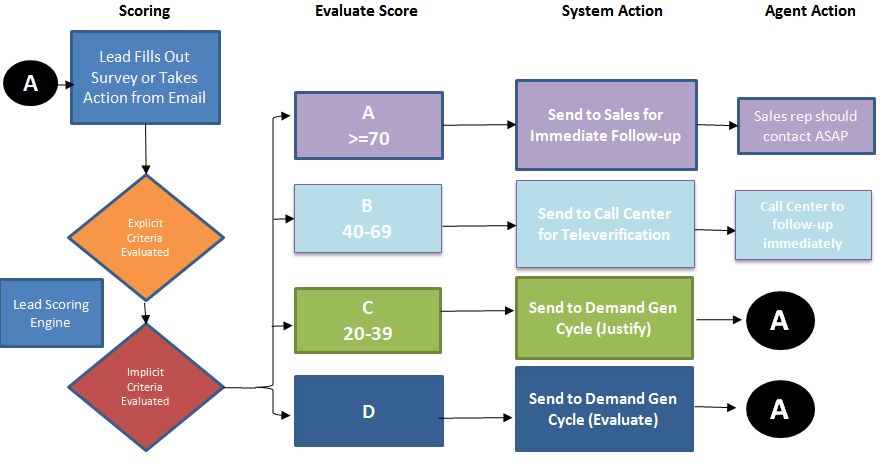 Scoring
Evaluate Score
System Action
Agent Action
A
Lead Fills Out
Survey or Takes
Action from Email
Explicit
Criteria
Evaluated
Lead Scoring
Engine
Implicit
Criteria
Evaluated
A
>=70
Send to Sales for
Immediate Follow-up
Sales rep should
contact ASAP
B
40-69
Send to Call Center
for Televerification
Call Center to
follow-up
immediately
C
20-39
Send to Demand Gen
Cycle (Justify)
A
D
Send to Demand Gen
Cycle (Evaluate)
A